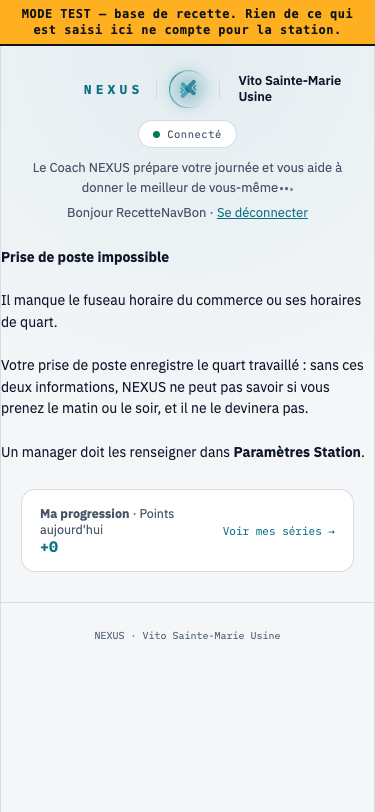 MODE TEST — base de recette. Rien de ce qui
est saisi ici ne compte pour la station.
NEXUS
Vito Sainte-Marie
Usine
Connecté
Le Coach NEXUS prépare votre journée et vous aide à
donner le meilleur de vous-même
Bonjour RecetteNavBon · Se déconnecter
Prise de poste impossible
Il manque le fuseau horaire du commerce ou ses horaires
de quart.
Votre prise de poste enregistre le quart travaillé : sans ces
deux informations, NEXUS ne peut pas savoir si vous
prenez le matin ou le soir, et il ne le devinera pas.
Un manager doit les renseigner dans Paramètres Station.
Ma progression · Points
aujourd'hui
+0
Voir mes séries →
NEXUS · Vito Sainte-Marie Usine